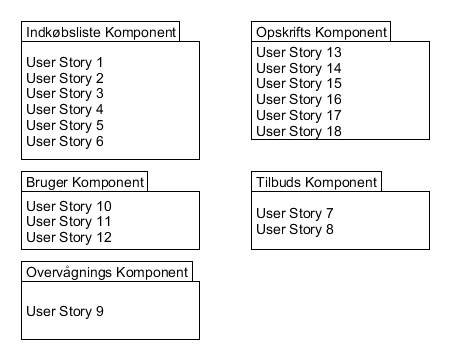 Indkøbsliste Komponent
User Story 1
User Story 2
User Story 3
User Story 4
User Story 5
User Story 6
Opskrifts Komponent
User Story 13
User Story 14
User Story 15
User Story 16
User Story 17
User Story 18
Bruger Komponent
User Story 10
User Story 11
User Story 12
Tilbuds Komponent
User Story 7
User Story 8
Overvågnings Komponent
User Story 9